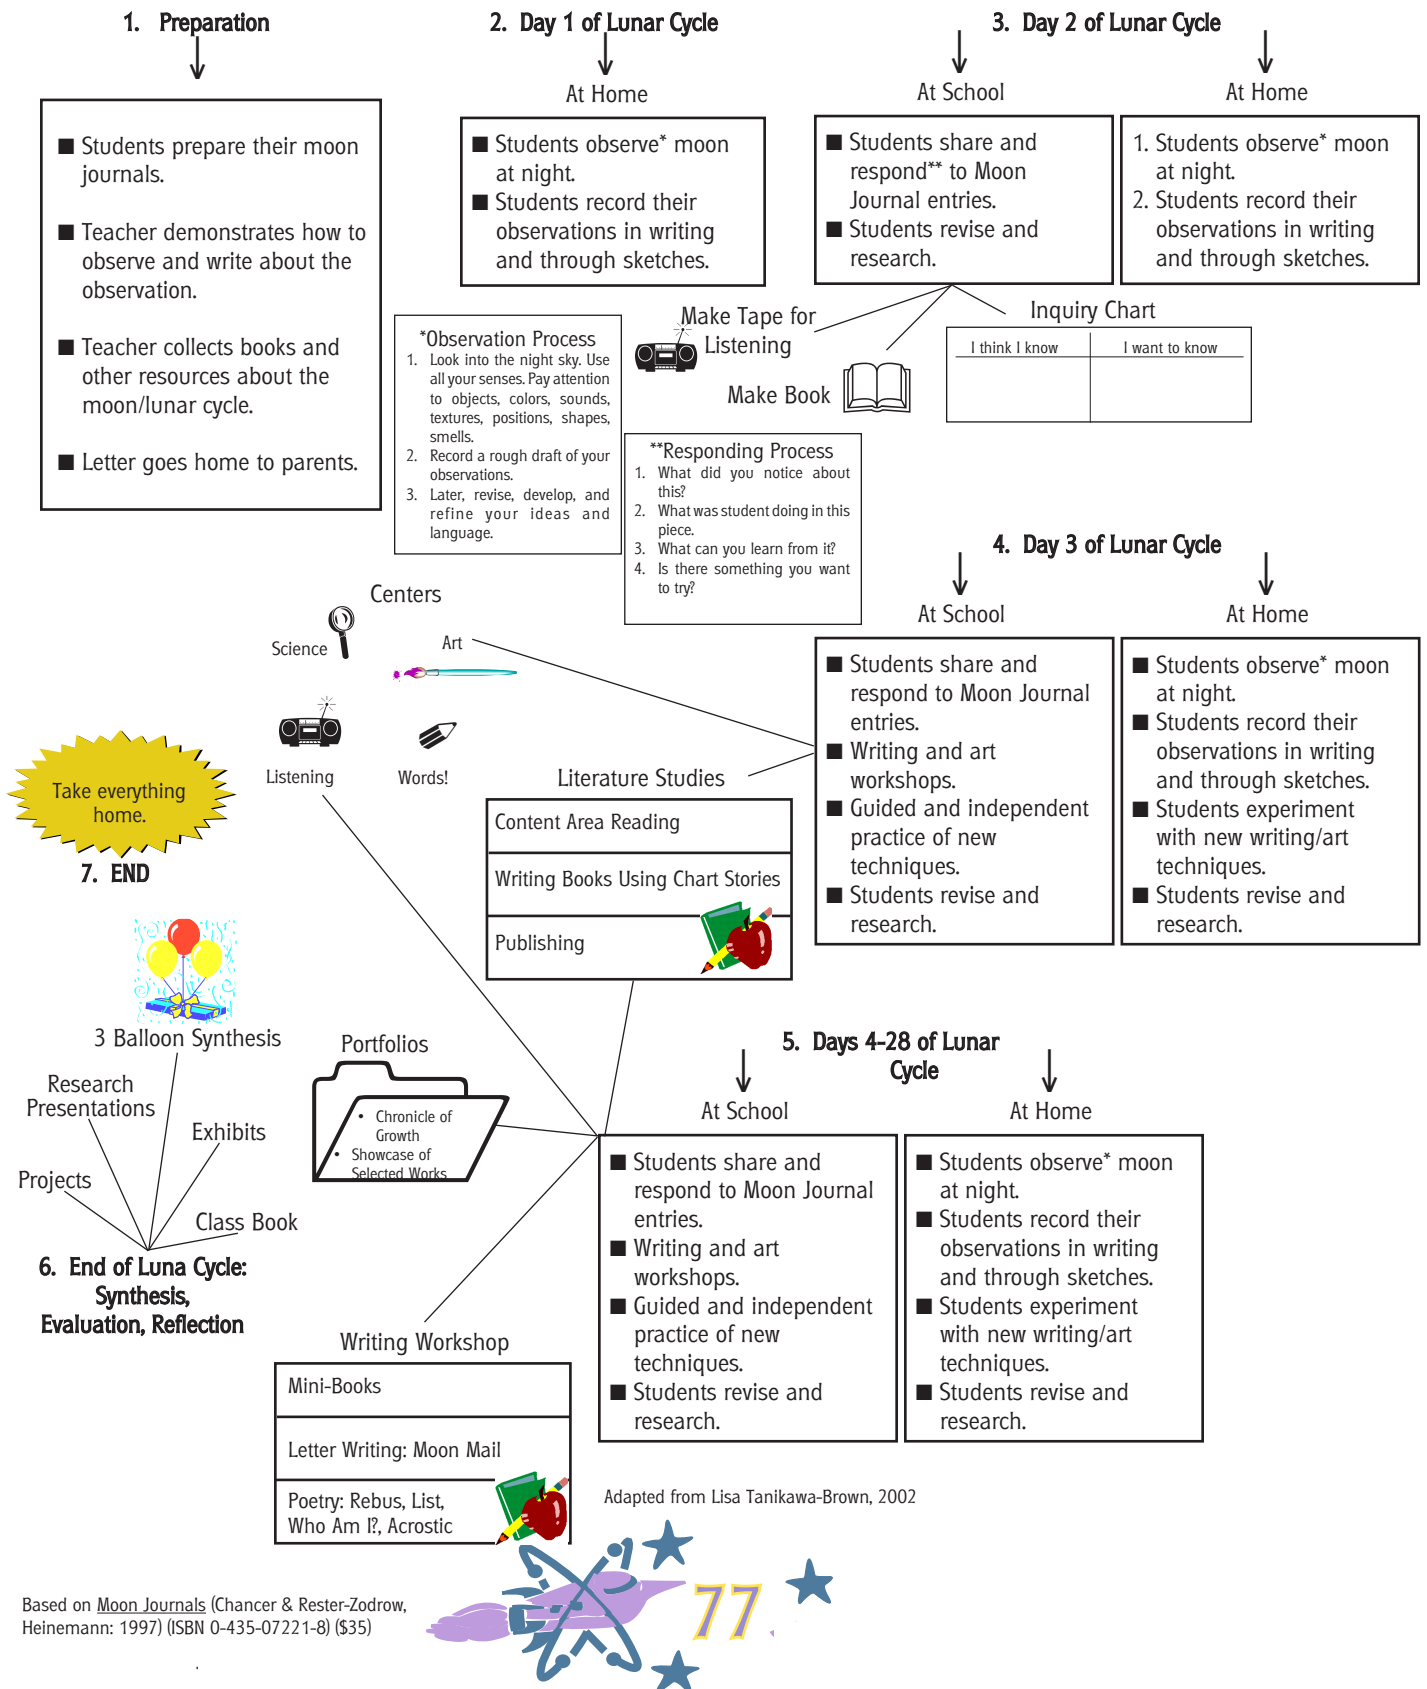 1. Preparation
■ Students prepare their moon
journals.
■ Teacher demonstrates how to
observe and write about the
observation.
■ Teacher collects books and
other resources about the
moon/lunar cycle.
■ Letter goes home to parents.
2. Day 1 of Lunar Cycle
At Home
■ Students observe* moon
at night.
■ Students record their
observations in writing
and through sketches.
3. Day 2 of Lunar Cycle
At School
■ Students share and
respond** to Moon
Journal entries.
■ Students revise and
research.
At Home
1. Students observe* moon
at night.
2. Students record their
observations in writing
and through sketches.
Make Tape for
Listening
Make Book
Inquiry Chart
I think I know
I want to know
*Observation Process
1. Look into the night sky. Use
all your senses. Pay attention
to objects, colors, sounds,
textures, positions, shapes,
smells.
2. Record a rough draft of your
observations.
3. Later, revise, develop, and
refine your ideas and
language.
**Responding Process
1. What did you notice about
this?
2. What was student doing in this
piece.
3. What can you learn from it?
4. Is there something you want
to try?
4. Day 3 of Lunar Cycle
At School
■ Students share and
respond to Moon Journal
entries.
■ Writing and art
workshops.
■ Guided and independent
practice of new
techniques.
■ Students revise and
research.
At Home
■ Students observe* moon
at night.
■ Students record their
observations in writing
and through sketches.
■ Students experiment
with new writing/art
techniques.
■ Students revise and
research.
Centers
Science
Art
Listening
Words!
Literature Studies
Content Area Reading
Writing Books Using Chart Stories
Publishing
5. Days 4-28 of Lunar
Cycle
At School
■ Students share and
respond to Moon Journal
entries.
■ Writing and art
workshops.
■ Guided and independent
practice of new
techniques.
■ Students revise and
research.
At Home
■ Students observe* moon
at night.
■ Students record their
observations in writing
and through sketches.
■ Students experiment
with new writing/art
techniques.
■ Students revise and
research.
Portfolios
• Chronicle of
Growth
• Showcase of
Selected Works
Writing Workshop
Mini-Books
Letter Writing: Moon Mail
Poetry: Rebus, List,
Who Am I?, Acrostic
Take everything
home.
7. END
3 Balloon Synthesis
Research
Presentations
Exhibits
Projects
Class Book
6. End of Luna Cycle:
Synthesis,
Evaluation, Reflection
Adapted from Lisa Tanikawa-Brown, 2002
Based on Moon Journals (Chancer & Rester-Zodrow,
Heinemann: 1997) (ISBN 0-435-07221-8) ($35)
77